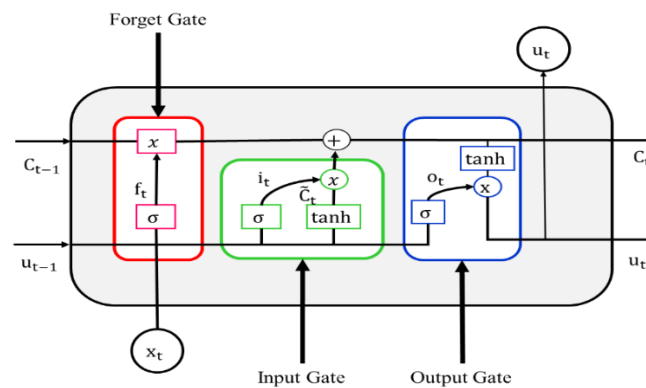 Forget Gate
u_t
x
+
tanh
C_{t−1}
C_t
f_t
i_t
x
C̃_t
o_t
x
σ
σ
tanh
σ
u_{t−1}
u_t
x_t
Input Gate
Output Gate